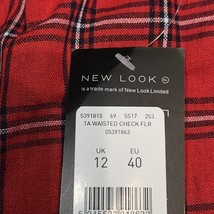 NEW LOOK
is a trade mark of New Look Limited
5391815 69 SS17 253
TA WAISTED CHECK FLR
05391863
UK EU
12 40